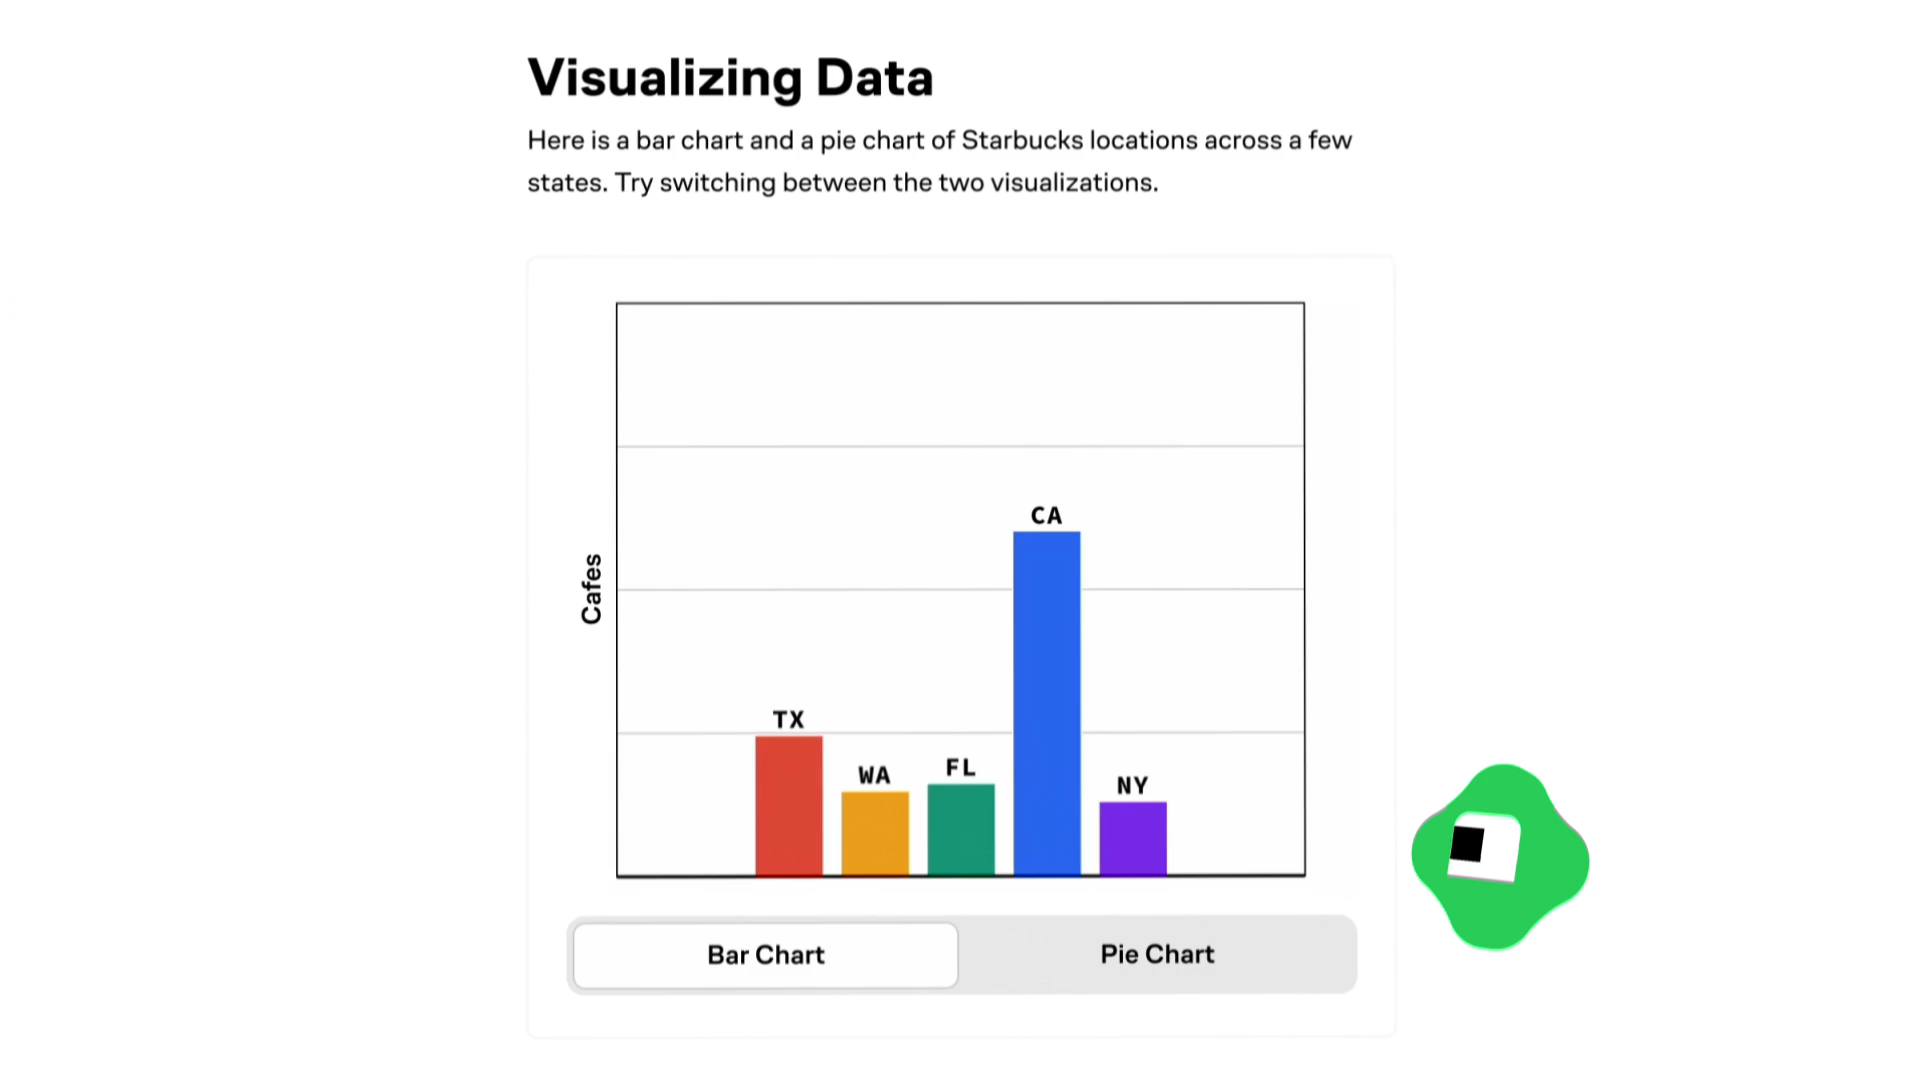 Visualizing Data
Here is a bar chart and a pie chart of Starbucks locations across a few
states. Try switching between the two visualizations.
CA
Cafes
TX
WA
FL
NY
Bar Chart
Pie Chart